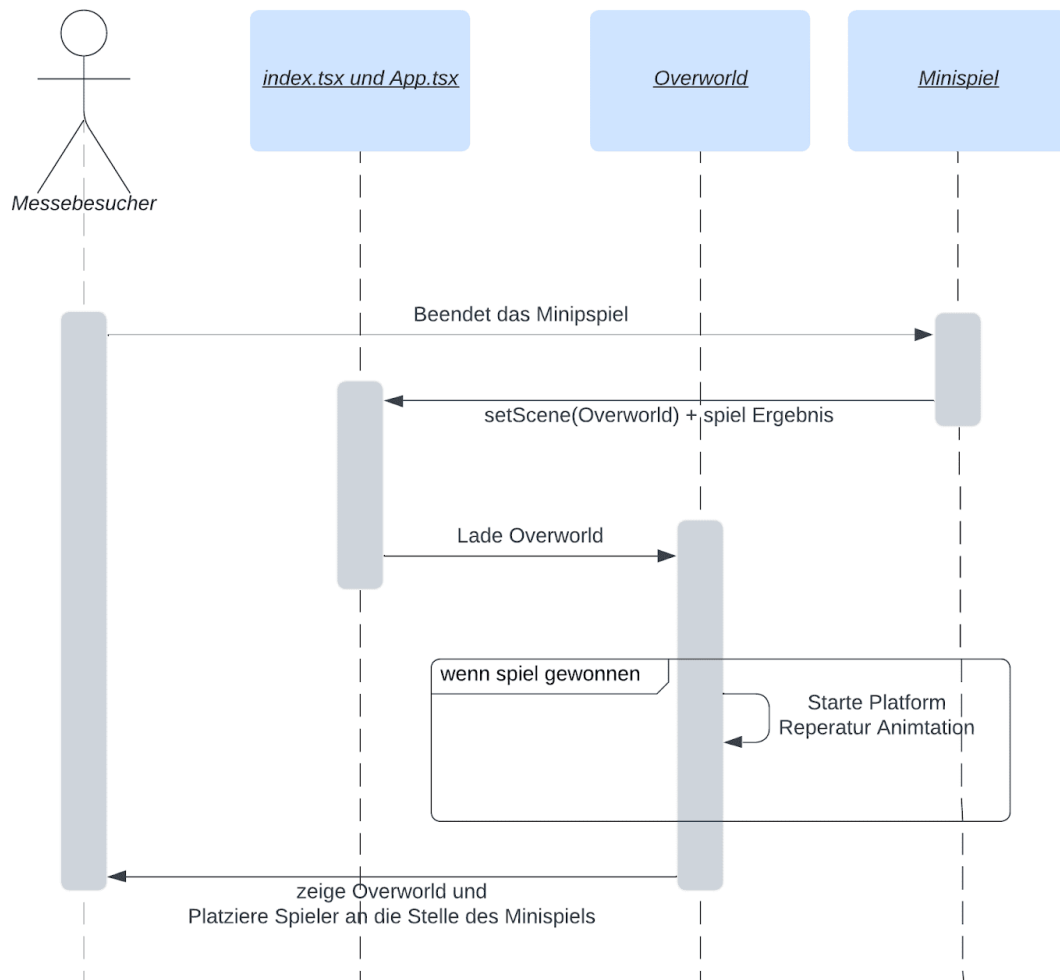 index.tsx und App.tsx
Overworld
Minispiel
Messebesucher
Beendet das Minipspiel
setScene(Overworld) + spiel Ergebnis
Lade Overworld
wenn spiel gewonnen
Starte Platform
Reperatur Animtation
zeige Overworld und
Platziere Spieler an die Stelle des Minispiels